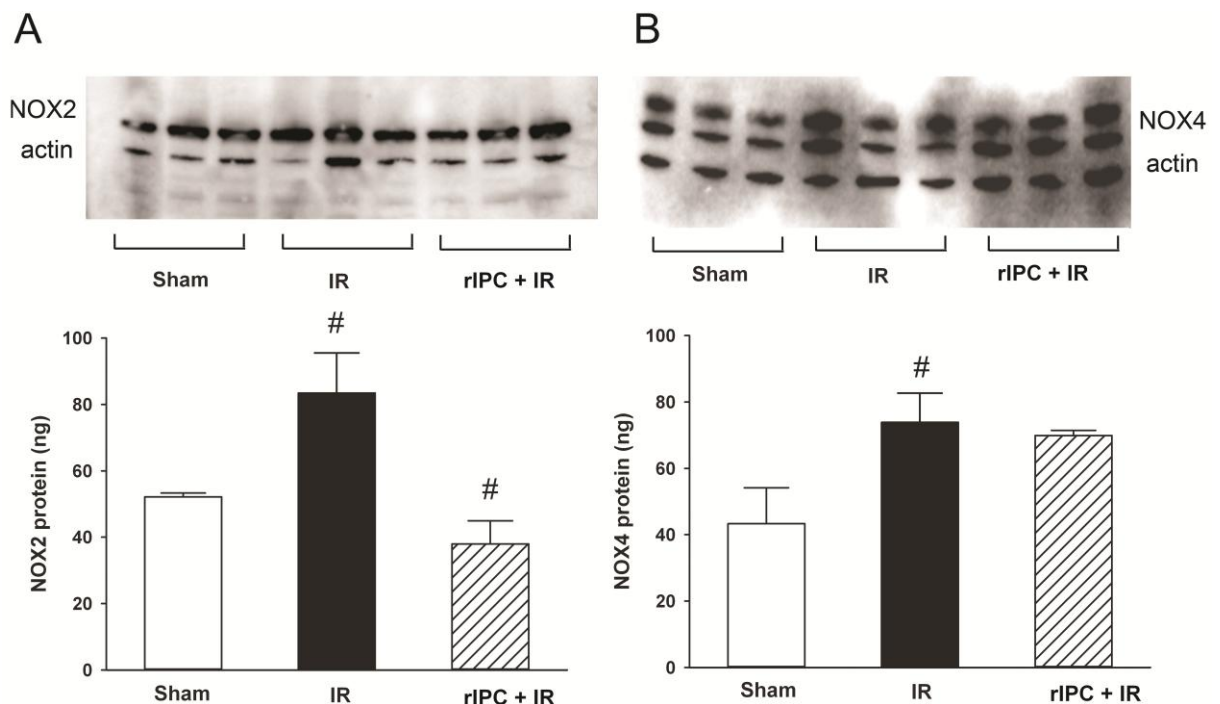 A
NOX2
actin
Sham
IR
rIPC + IR
NOX2 protein (ng)
100
80
60
40
20
0
#
#
Sham
IR
rIPC + IR
B
NOX4
actin
Sham
IR
rIPC + IR
NOX4 protein (ng)
100
80
60
40
20
0
#
Sham
IR
rIPC + IR